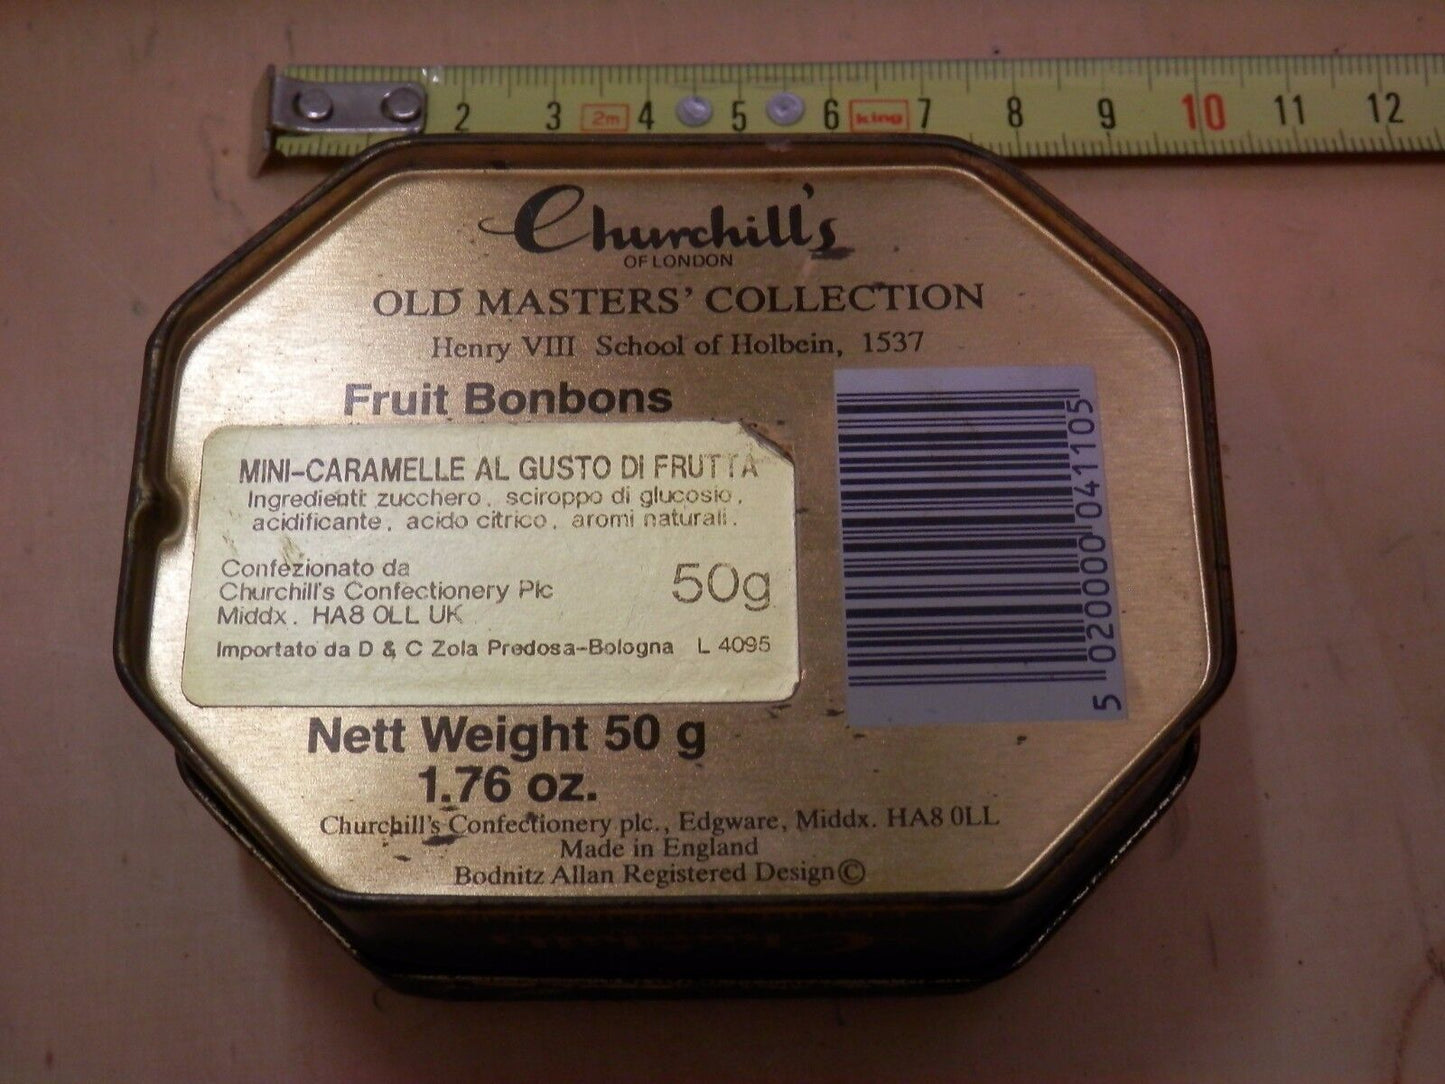 2 3 2m 4 5 6 king 7 8 9 10 11 12
Churchill's
OF LONDON
OLD MASTERS' COLLECTION
Henry VIII School of Holbein, 1537
Fruit Bonbons
MINI-CARAMELLE AL GUSTO DI FRUTTA
Ingredienti: zucchero, sciroppo di glucosio,
acidificante, acido citrico, aromi naturali.
Confezionato da
Churchill's Confectionery Plc
Middx. HA8 0LL UK
50g
Importato da D & C Zola Predosa-Bologna L 4095
5 020000 041105
Nett Weight 50 g
1.76 oz.
Churchill's Confectionery plc., Edgware, Middx. HA8 0LL
Made in England
Bodnitz Allan Registered Design©